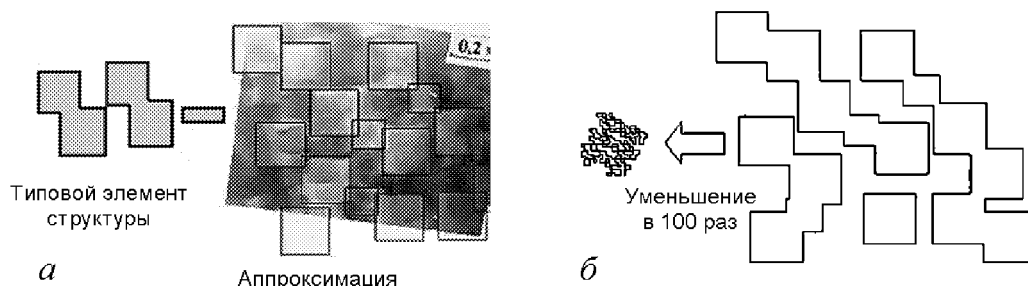 0.2
Типовой элемент
структуры
Уменьшение
в 100 раз
а
Аппроксимация
б